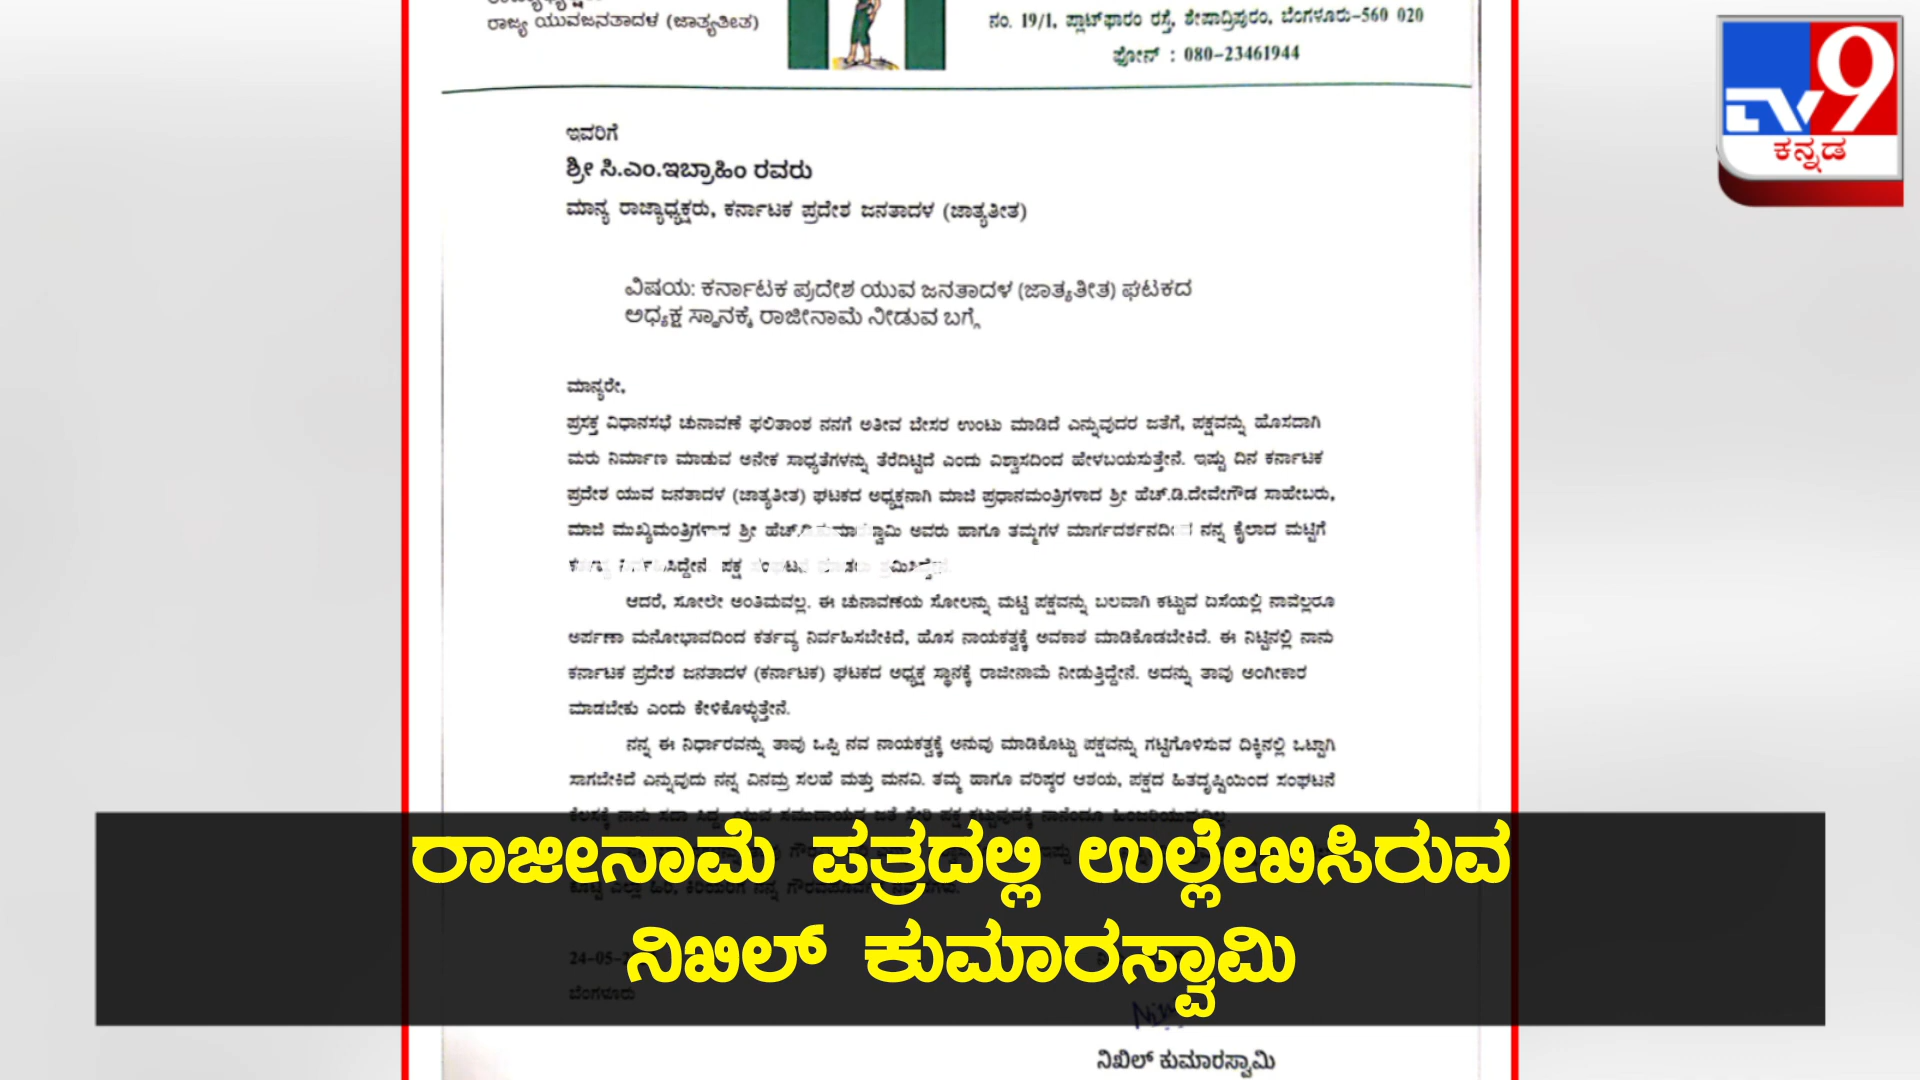 ರಾಜ್ಯ ಯುವಜನತಾದಳ (ಜಾತ್ಯತೀತ)
ನಂ. 19/1, ಪ್ಲಾಟ್‌ಫಾರಂ ರಸ್ತೆ, ಶೇಷಾದ್ರಿಪುರಂ, ಬೆಂಗಳೂರು-560 020
ಫೋನ್ : 080-23461944
TV9
ಕನ್ನಡ
ಇವರಿಗೆ
ಶ್ರೀ ಸಿ.ಎಂ.ಇಬ್ರಾಹಿಂ ರವರು
ಮಾನ್ಯ ರಾಜ್ಯಾಧ್ಯಕ್ಷರು, ಕರ್ನಾಟಕ ಪ್ರದೇಶ ಜನತಾದಳ (ಜಾತ್ಯತೀತ)
ವಿಷಯ: ಕರ್ನಾಟಕ ಪ್ರದೇಶ ಯುವ ಜನತಾದಳ (ಜಾತ್ಯತೀತ) ಘಟಕದ
ಅಧ್ಯಕ್ಷ ಸ್ಥಾನಕ್ಕೆ ರಾಜೀನಾಮೆ ನೀಡುವ ಬಗ್ಗೆ
ಮಾನ್ಯರೇ,
ಪ್ರಸಕ್ತ ವಿಧಾನಸಭೆ ಚುನಾವಣೆ ಫಲಿತಾಂಶ ನನಗೆ ಅತೀವ ಬೇಸರ ಉಂಟು ಮಾಡಿದೆ ಎನ್ನುವುದರ ಜತೆಗೆ, ಪಕ್ಷವನ್ನು ಹೊಸದಾಗಿ
ಮರು ನಿರ್ಮಾಣ ಮಾಡುವ ಅನೇಕ ಸಾಧ್ಯತೆಗಳನ್ನು ತೆರೆದಿಟ್ಟಿದೆ ಎಂದು ವಿಶ್ವಾಸದಿಂದ ಹೇಳಬಯಸುತ್ತೇನೆ. ಇಷ್ಟು ದಿನ ಕರ್ನಾಟಕ
ಪ್ರದೇಶ ಯುವ ಜನತಾದಳ (ಜಾತ್ಯತೀತ) ಘಟಕದ ಅಧ್ಯಕ್ಷನಾಗಿ ಮಾಜಿ ಪ್ರಧಾನಮಂತ್ರಿಗಳಾದ ಶ್ರೀ ಹೆಚ್.ಡಿ.ದೇವೇಗೌಡ ಸಾಹೇಬರು,
ಮಾಜಿ ಮುಖ್ಯಮಂತ್ರಿಗಳಾದ ಶ್ರೀ ಹೆಚ್.ಡಿ.ಕುಮಾರಸ್ವಾಮಿ ಅವರು ಹಾಗೂ ತಮ್ಮಗಳ ಮಾರ್ಗದರ್ಶನದಿಂದ ನನ್ನ ಕೈಲಾದ ಮಟ್ಟಿಗೆ
ಪಕ್ಷ
ಆದರೆ, ಸೋಲೇ ಅಂತಿಮವಲ್ಲ. ಈ ಚುನಾವಣೆಯ ಸೋಲನ್ನು ಮೆಟ್ಟಿ ಪಕ್ಷವನ್ನು ಬಲವಾಗಿ ಕಟ್ಟುವ ದಿಸೆಯಲ್ಲಿ ನಾವೆಲ್ಲರೂ
ಅರ್ಪಣಾ ಮನೋಭಾವದಿಂದ ಕರ್ತವ್ಯ ನಿರ್ವಹಿಸಬೇಕಿದೆ, ಹೊಸ ನಾಯಕತ್ವಕ್ಕೆ ಅವಕಾಶ ಮಾಡಿಕೊಡಬೇಕಿದೆ. ಈ ನಿಟ್ಟಿನಲ್ಲಿ ನಾನು
ಕರ್ನಾಟಕ ಪ್ರದೇಶ ಜನತಾದಳ (ಕರ್ನಾಟಕ) ಘಟಕದ ಅಧ್ಯಕ್ಷ ಸ್ಥಾನಕ್ಕೆ ರಾಜೀನಾಮೆ ನೀಡುತ್ತಿದ್ದೇನೆ. ಅದನ್ನು ತಾವು ಅಂಗೀಕಾರ
ಮಾಡಬೇಕು ಎಂದು ಕೇಳಿಕೊಳ್ಳುತ್ತೇನೆ.
ನನ್ನ ಈ ನಿರ್ಧಾರವನ್ನು ತಾವು ಒಪ್ಪಿ ನವ ನಾಯಕತ್ವಕ್ಕೆ ಅನುವು ಮಾಡಿಕೊಟ್ಟು ಪಕ್ಷವನ್ನು ಗಟ್ಟಿಗೊಳಿಸುವ ದಿಕ್ಕಿನಲ್ಲಿ ಒಟ್ಟಾಗಿ
ಸಾಗಬೇಕಿದೆ ಎನ್ನುವುದು ನನ್ನ ವಿನಮ್ರ ಸಲಹೆ ಮತ್ತು ಮನವಿ. ತಮ್ಮ ಹಾಗೂ ವರಿಷ್ಠರ ಆಶಯ, ಪಕ್ಷದ ಹಿತದೃಷ್ಟಿಯಿಂದ ಸಂಘಟನೆ
ರಾಜೀನಾಮೆ ಪತ್ರದಲ್ಲಿ ಉಲ್ಲೇಖಿಸಿರುವ
ನಿಖಿಲ್ ಕುಮಾರಸ್ವಾಮಿ
ಬೆಂಗಳೂರು
ನಿಖಿಲ್ ಕುಮಾರಸ್ವಾಮಿ